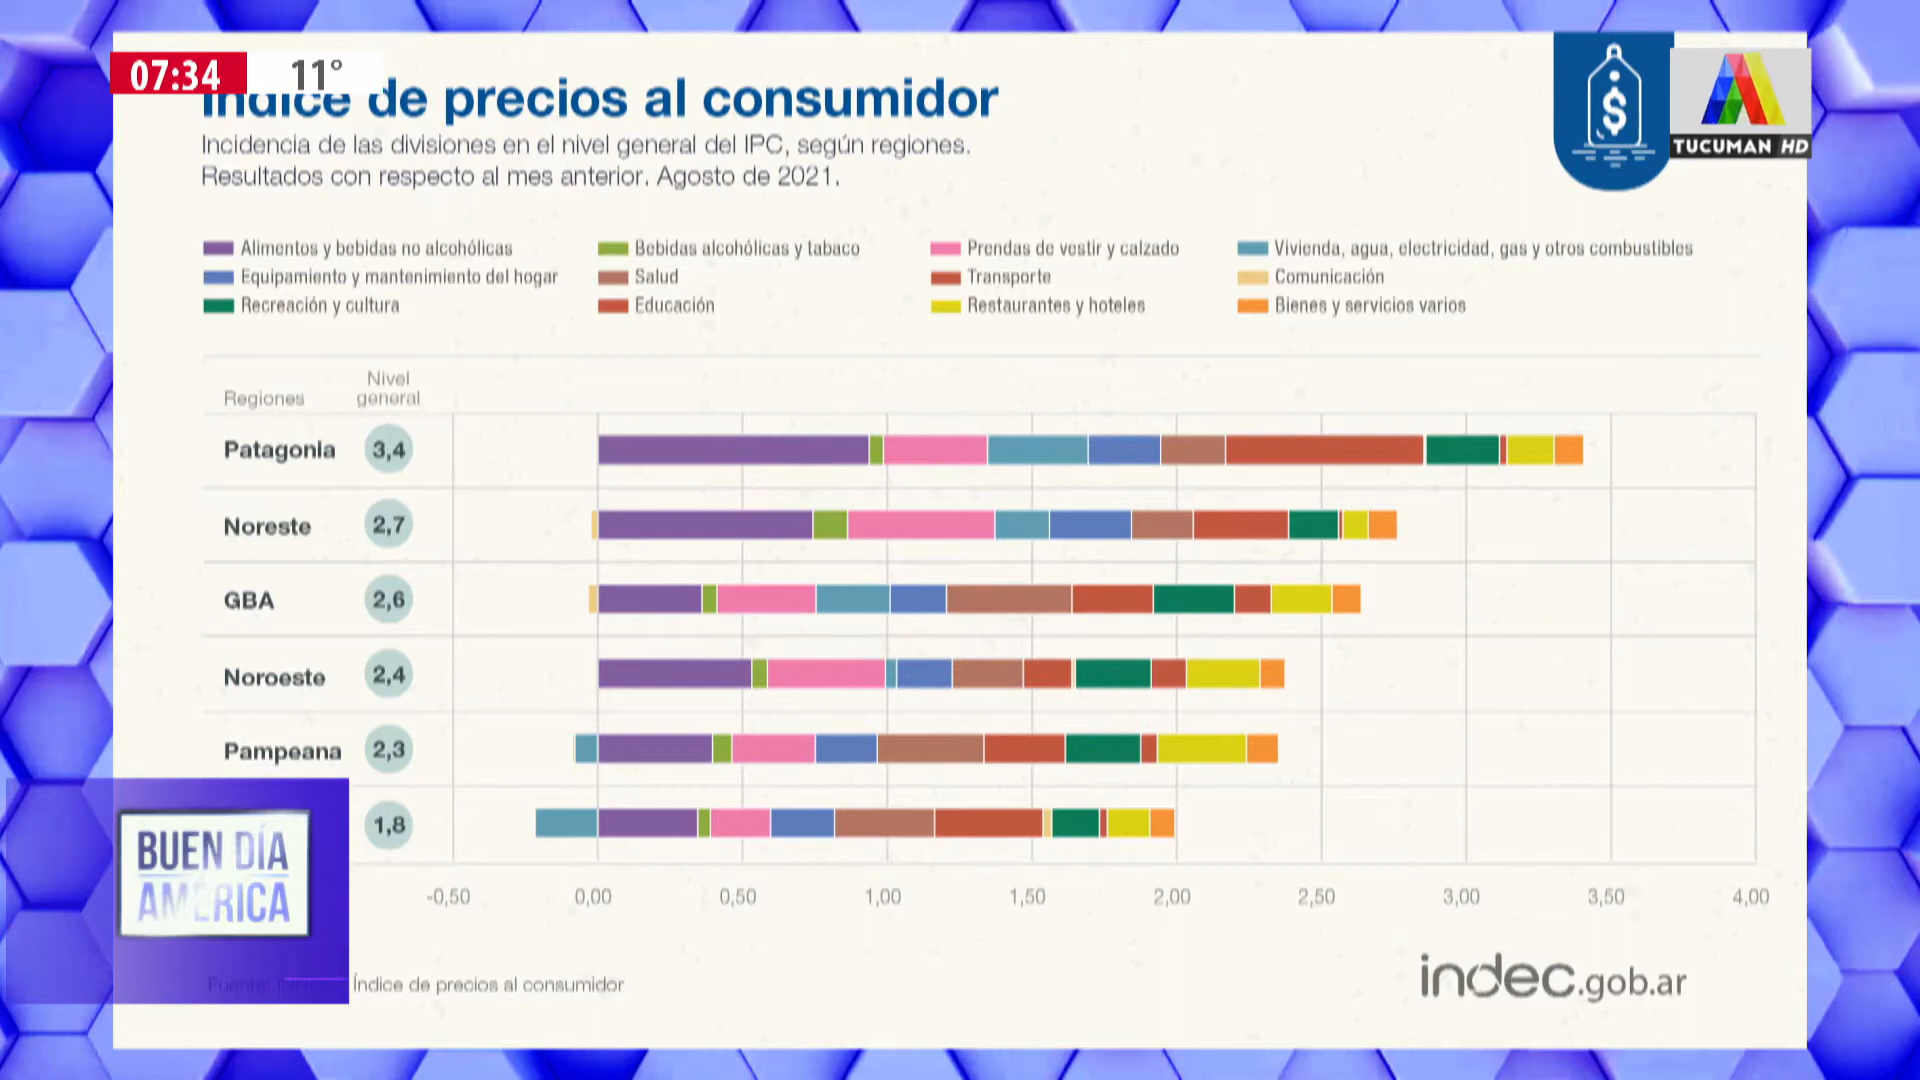 07:34 11°
Índice de precios al consumidor
Incidencia de las divisiones en el nivel general del IPC, según regiones.
Resultados con respecto al mes anterior. Agosto de 2021.
TUCUMAN HD
Alimentos y bebidas no alcohólicas Bebidas alcohólicas y tabaco Prendas de vestir y calzado Vivienda, agua, electricidad, gas y otros combustibles
Equipamiento y mantenimiento del hogar Salud Transporte Comunicación
Recreación y cultura Educación Restaurantes y hoteles Bienes y servicios varios
Regiones Nivel general
Patagonia 3,4
Noreste 2,7
GBA 2,6
Noroeste 2,4
Pampeana 2,3
1,8
-0,50 0,00 0,50 1,00 1,50 2,00 2,50 3,00 3,50 4,00
BUEN DÍA
AMÉRICA
Fuente: Índice de precios al consumidor
indec.gob.ar